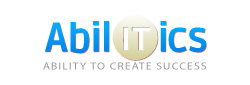 AbilITics
ABILITY TO CREATE SUCCESS